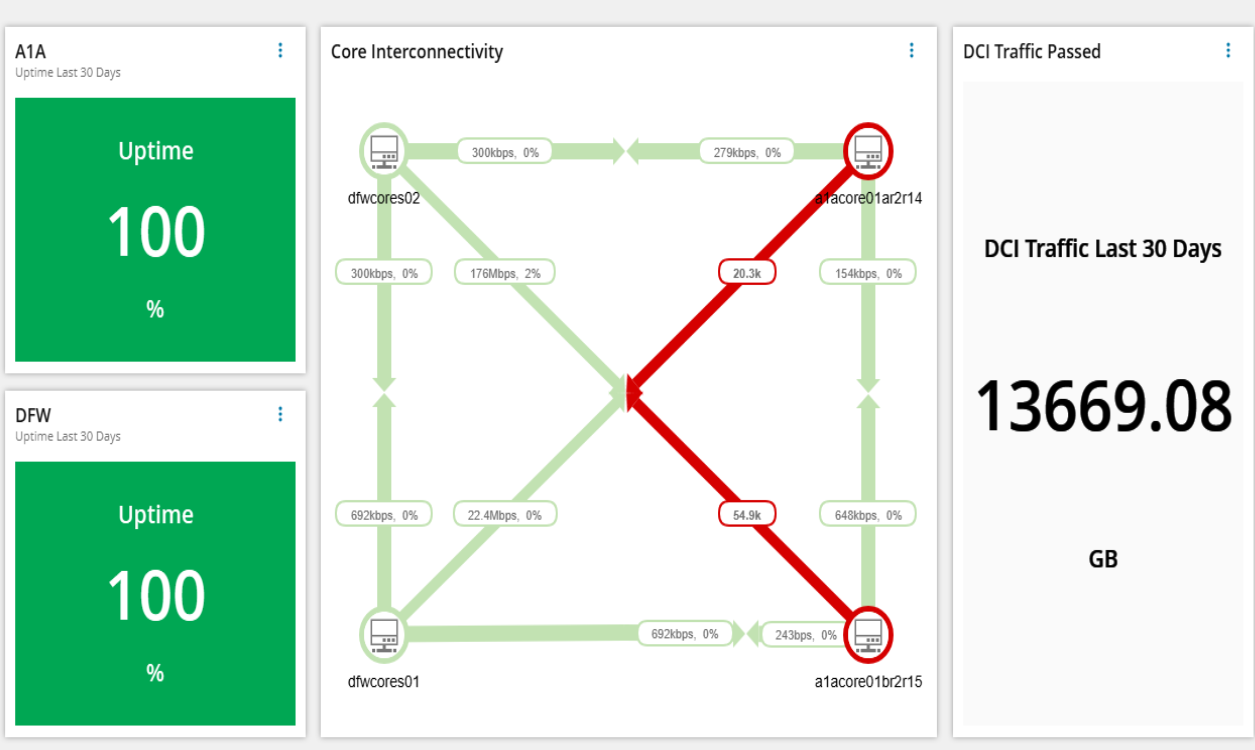 A1A
Uptime Last 30 Days
Uptime
100
%
DFW
Uptime Last 30 Days
Uptime
100
%
Core Interconnectivity
300kbps, 0%
279kbps, 0%
dfwcores02
a1acore01ar2r14
300kbps, 0%
176Mbps, 2%
20.3k
154kbps, 0%
692kbps, 0%
22.4Mbps, 0%
54.9k
648kbps, 0%
692kbps, 0%
243bps, 0%
dfwcores01
a1acore01br2r15
DCI Traffic Passed
DCI Traffic Last 30 Days
13669.08
GB